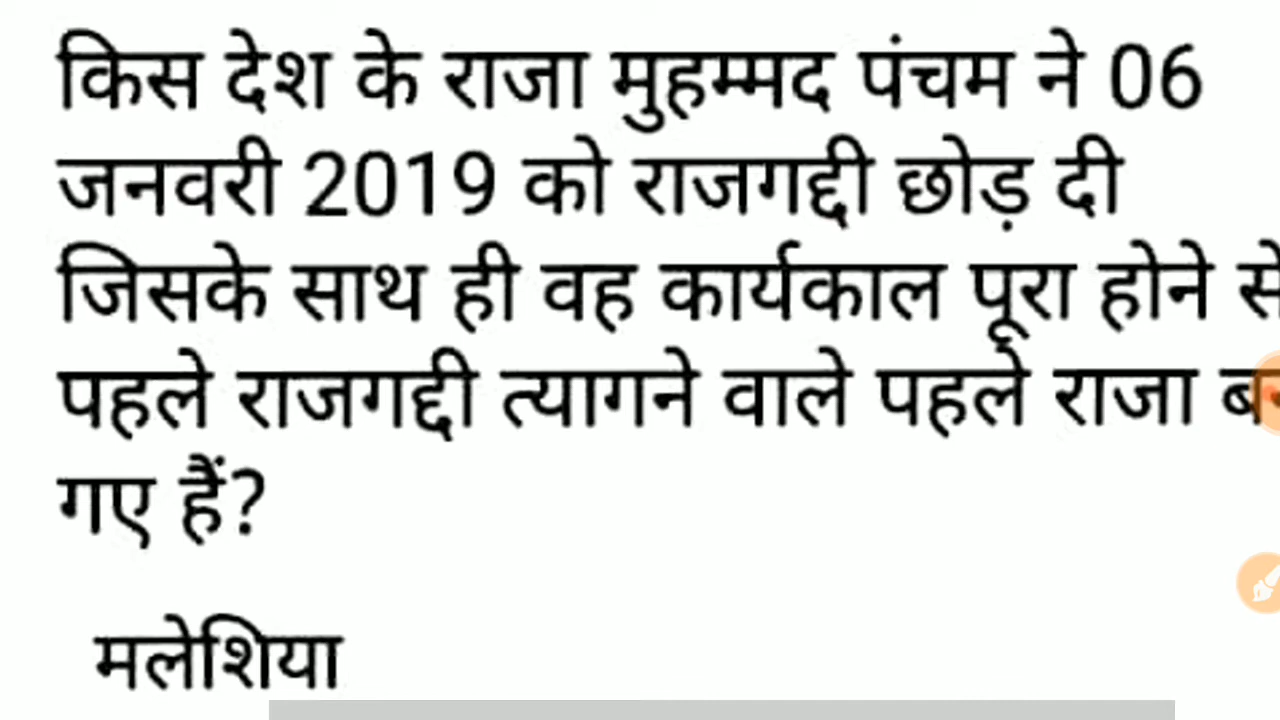 किस देश के राजा मुहम्मद पंचम ने 06
जनवरी 2019 को राजगद्दी छोड़ दी
जिसके साथ ही वह कार्यकाल पूरा होने से
पहले राजगद्दी त्यागने वाले पहले राजा
गए हैं?
मलेशिया